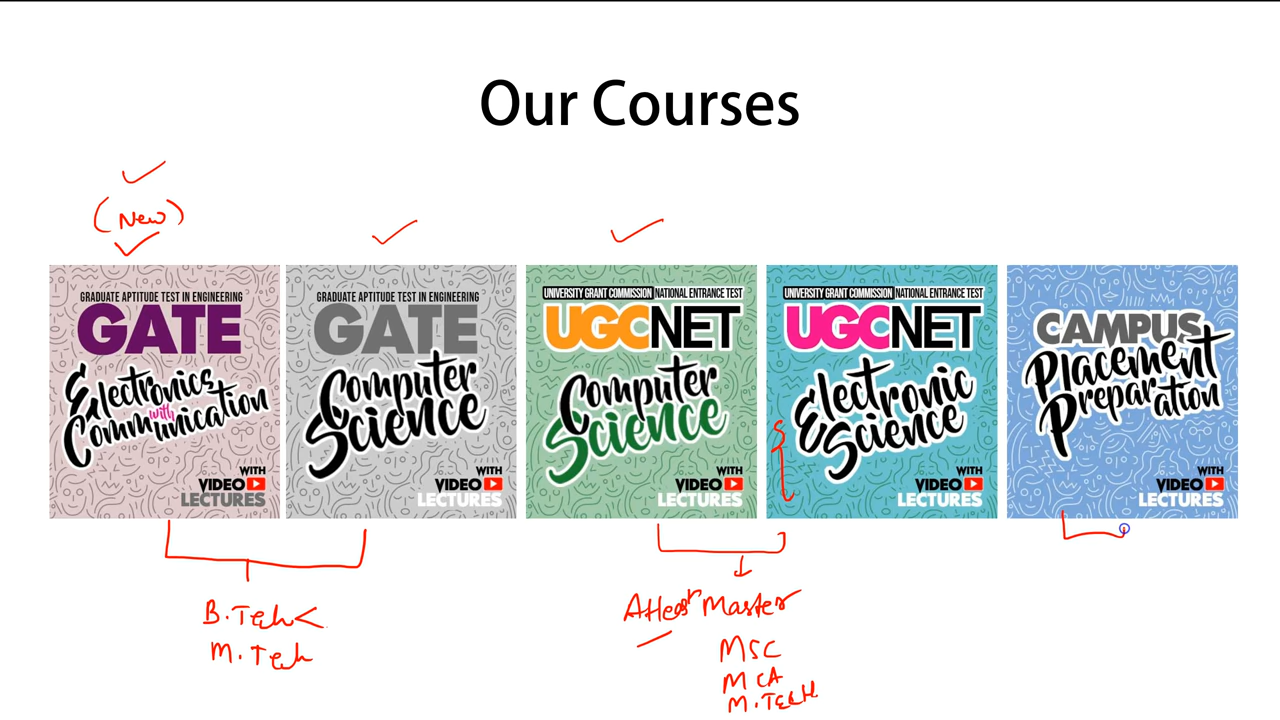 Our Courses
(New)
GRADUATE APTITUDE TEST IN ENGINEERING
GATE
Electronics
with
Communication
WITH
VIDEO
LECTURES
GRADUATE APTITUDE TEST IN ENGINEERING
GATE
Computer
Science
WITH
VIDEO
LECTURES
UNIVERSITY GRANT COMMISSION NATIONAL ENTRANCE TEST
UGCNET
Computer
Science
WITH
VIDEO
LECTURES
UNIVERSITY GRANT COMMISSION NATIONAL ENTRANCE TEST
UGCNET
Electronic
Science
WITH
VIDEO
LECTURES
CAMPUS
Placement
Preparation
WITH
VIDEO
LECTURES
B.Tech
M.Tech
Master
MSC
MCA
M.TECH